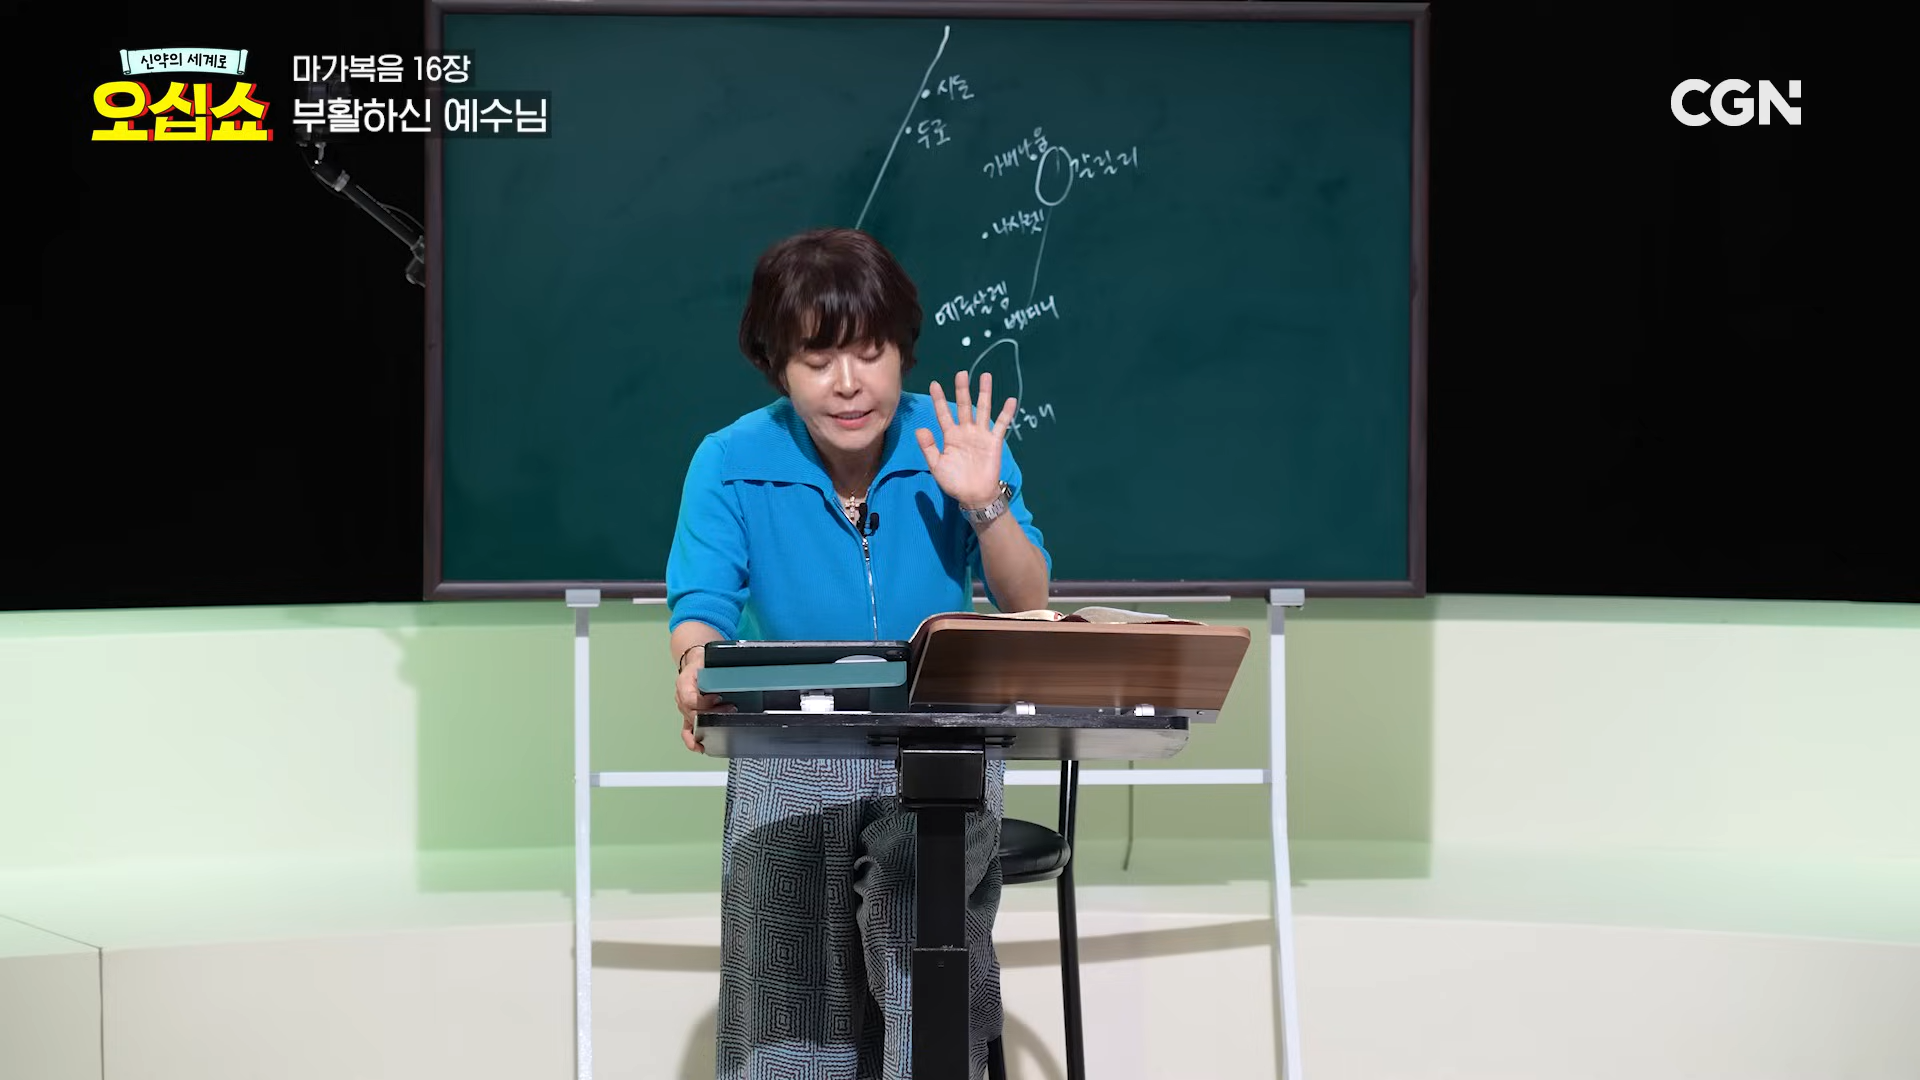 신약의 세계로
오십쇼
마가복음 16장
부활하신 예수님
CGN
시돈
두로
가버나움
갈릴리
나사렛
예루살렘
베다니